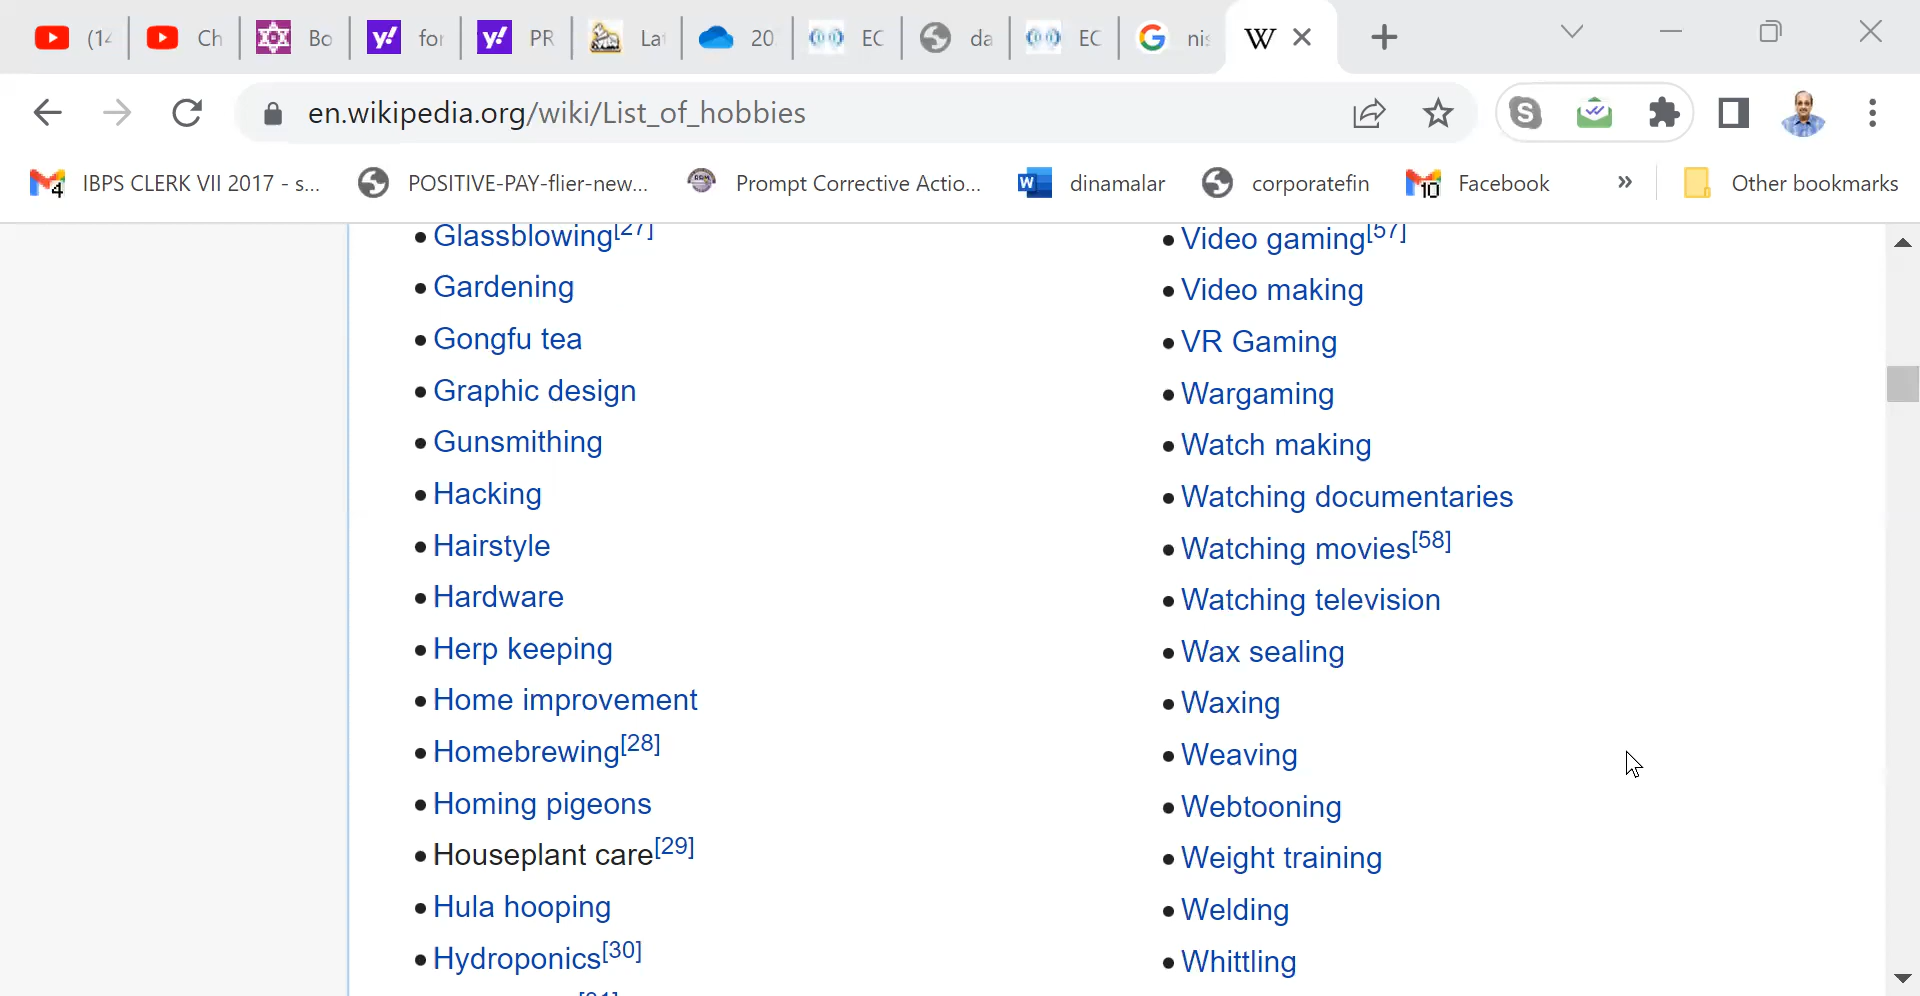 (14 Ch Bo for PR Lat 20 EC da EC nis
en.wikipedia.org/wiki/List_of_hobbies
IBPS CLERK VII 2017 - s... POSITIVE-PAY-flier-new... Prompt Corrective Actio... dinamalar corporatefin Facebook » Other bookmarks
Glassblowing[27]
Gardening
Gongfu tea
Graphic design
Gunsmithing
Hacking
Hairstyle
Hardware
Herp keeping
Home improvement
Homebrewing[28]
Homing pigeons
Houseplant care[29]
Hula hooping
Hydroponics[30]
Video gaming[57]
Video making
VR Gaming
Wargaming
Watch making
Watching documentaries
Watching movies[58]
Watching television
Wax sealing
Waxing
Weaving
Webtooning
Weight training
Welding
Whittling